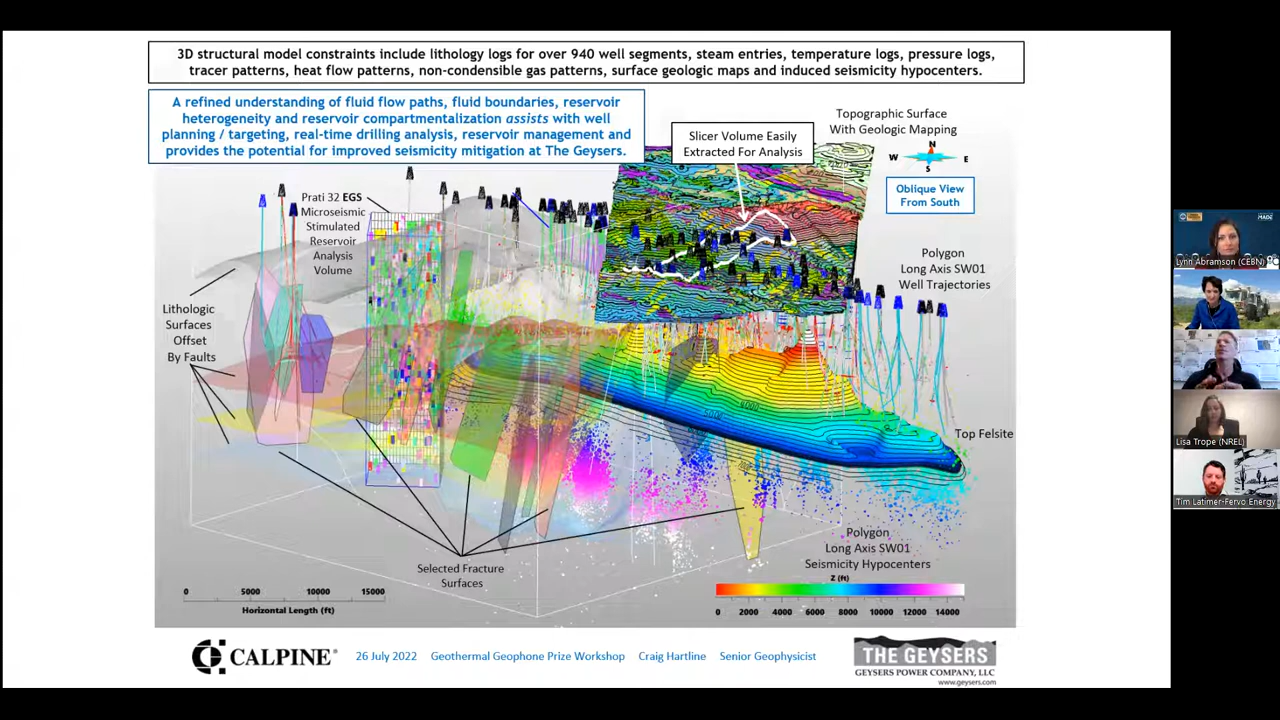 3D structural model constraints include lithology logs for over 940 well segments, steam entries, temperature logs, pressure logs,
tracer patterns, heat flow patterns, non-condensible gas patterns, surface geologic maps and induced seismicity hypocenters.
A refined understanding of fluid flow paths, fluid boundaries, reservoir
heterogeneity and reservoir compartmentalization assists with well
planning / targeting, real-time drilling analysis, reservoir management and
provides the potential for improved seismicity mitigation at The Geysers.
Slicer Volume Easily
Extracted For Analysis
Topographic Surface
With Geologic Mapping
N
W E
S
Oblique View
From South
Prati 32 EGS
Microseismic
Stimulated
Reservoir
Analysis
Volume
Polygon
Long Axis SW01
Well Trajectories
Lithologic
Surfaces
Offset
By Faults
6000
Top Felsite
Selected Fracture
Surfaces
Polygon
Long Axis SW01
Seismicity Hypocenters
Z (ft)
0 2000 4000 6000 8000 10000 12000 14000
0 5000 10000 15000
Horizontal Length (ft)
CALPINE®
26 July 2022 Geothermal Geophone Prize Workshop Craig Hartline Senior Geophysicist
THE GEYSERS
GEYSERS POWER COMPANY, LLC
www.geysers.com
Lynn Abramson (CEBN)
Lisa Trope (NREL)
Tim Latimer-Fervo Energy